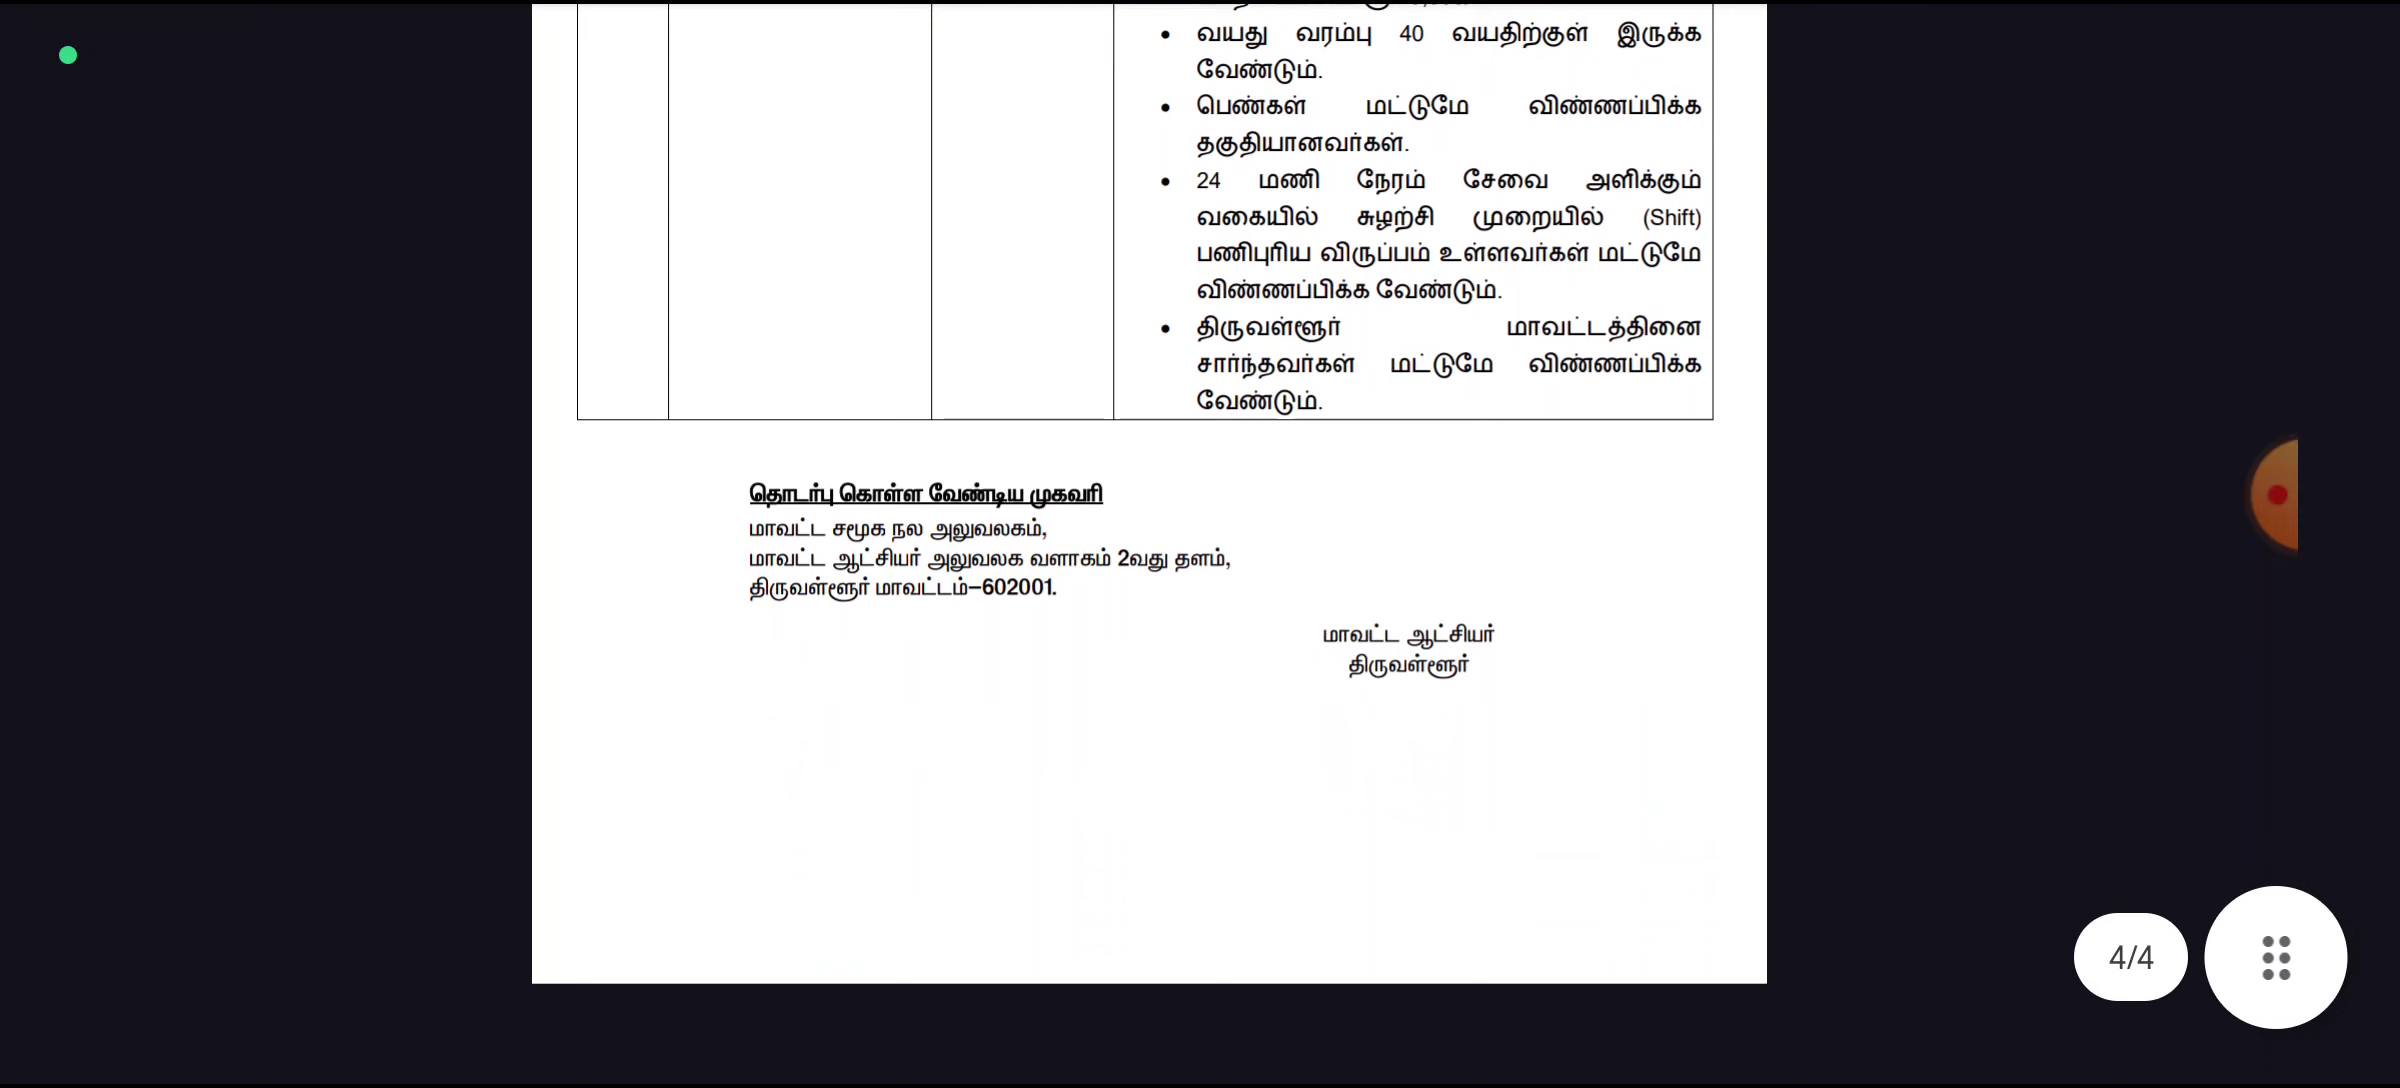 வயது வரம்பு 40 வயதிற்குள் இருக்க
வேண்டும்.
பெண்கள் மட்டுமே விண்ணப்பிக்க
தகுதியானவர்கள்.
24 மணி நேரம் சேவை அளிக்கும்
வகையில் சுழற்சி முறையில் (Shift)
பணிபுரிய விருப்பம் உள்ளவர்கள் மட்டுமே
விண்ணப்பிக்க வேண்டும்.
திருவள்ளூர் மாவட்டத்தினை
சார்ந்தவர்கள் மட்டுமே விண்ணப்பிக்க
வேண்டும்.
தொடர்பு கொள்ள வேண்டிய முகவரி
மாவட்ட சமூக நல அலுவலகம்,
மாவட்ட ஆட்சியர் அலுவலக வளாகம் 2வது தளம்,
திருவள்ளூர் மாவட்டம்–602001.
மாவட்ட ஆட்சியர்
திருவள்ளூர்
4/4